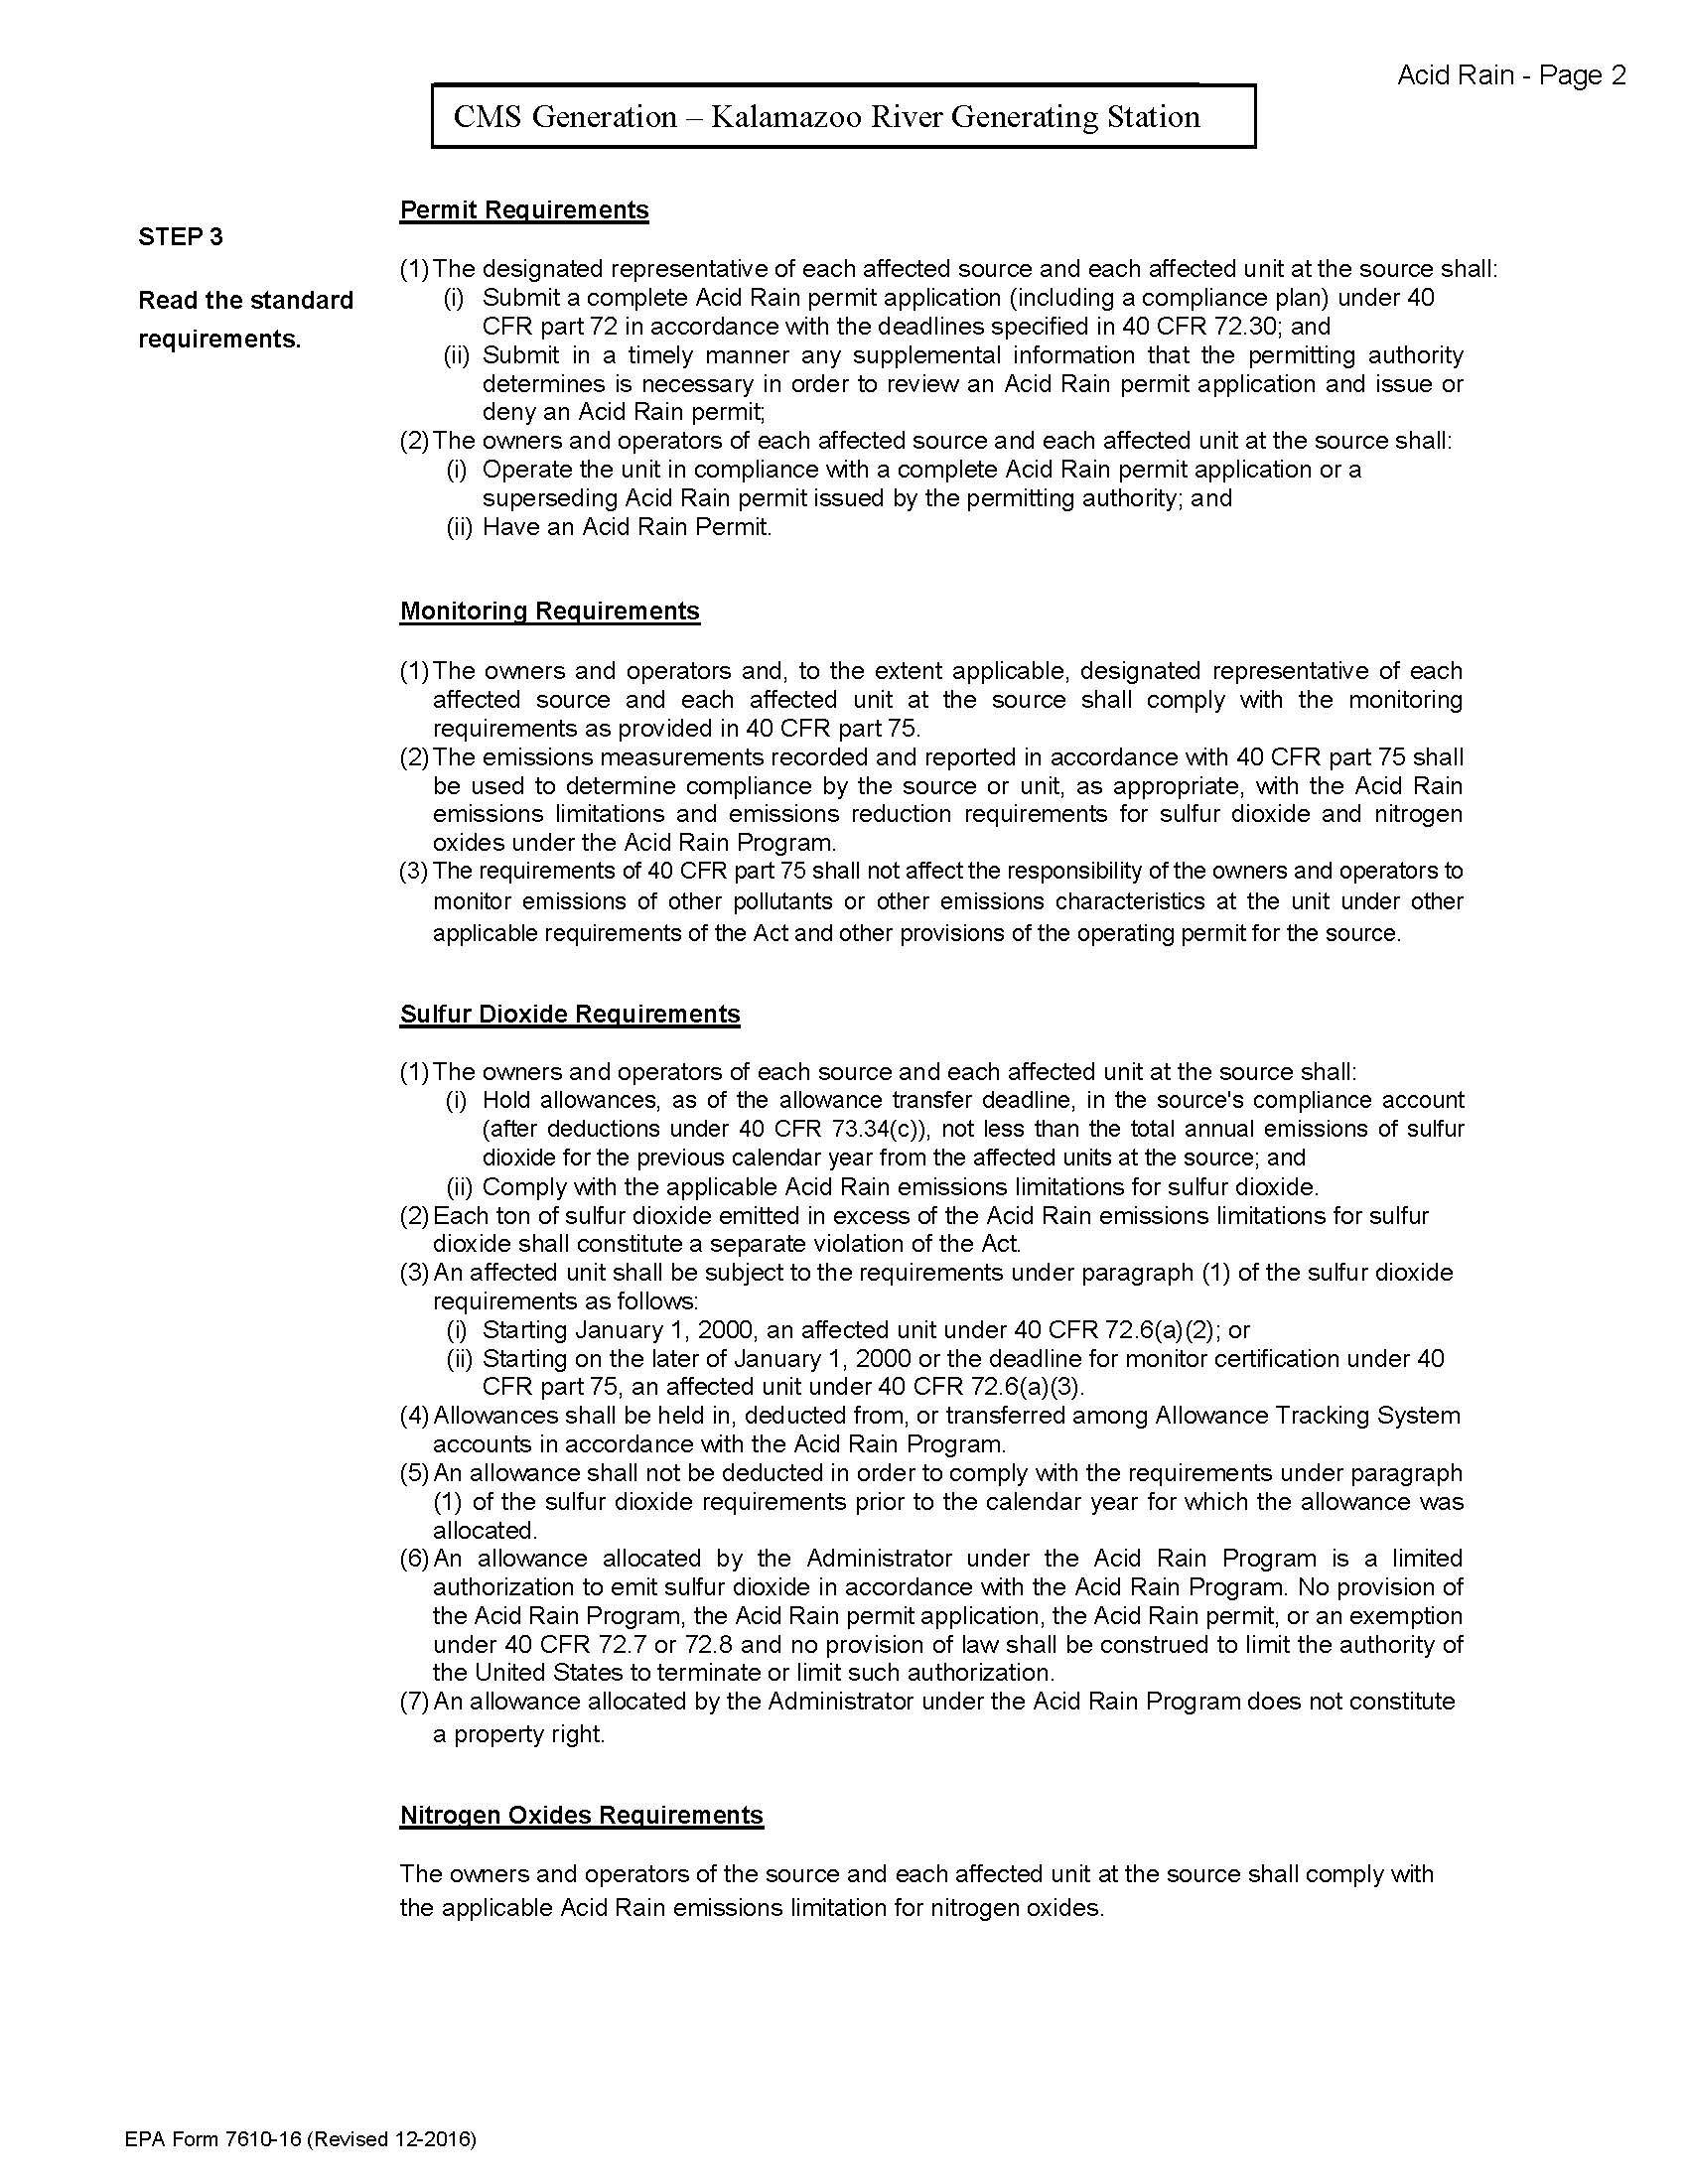 Acid Rain - Page 2
CMS Generation – Kalamazoo River Generating Station
STEP 3
Read the standard
requirements.
Permit Requirements
(1) The designated representative of each affected source and each affected unit at the source shall:
(i) Submit a complete Acid Rain permit application (including a compliance plan) under 40
CFR part 72 in accordance with the deadlines specified in 40 CFR 72.30; and
(ii) Submit in a timely manner any supplemental information that the permitting authority
determines is necessary in order to review an Acid Rain permit application and issue or
deny an Acid Rain permit;
(2) The owners and operators of each affected source and each affected unit at the source shall:
(i) Operate the unit in compliance with a complete Acid Rain permit application or a
superseding Acid Rain permit issued by the permitting authority; and
(ii) Have an Acid Rain Permit.
Monitoring Requirements
(1) The owners and operators and, to the extent applicable, designated representative of each
affected source and each affected unit at the source shall comply with the monitoring
requirements as provided in 40 CFR part 75.
(2) The emissions measurements recorded and reported in accordance with 40 CFR part 75 shall
be used to determine compliance by the source or unit, as appropriate, with the Acid Rain
emissions limitations and emissions reduction requirements for sulfur dioxide and nitrogen
oxides under the Acid Rain Program.
(3) The requirements of 40 CFR part 75 shall not affect the responsibility of the owners and operators to
monitor emissions of other pollutants or other emissions characteristics at the unit under other
applicable requirements of the Act and other provisions of the operating permit for the source.
Sulfur Dioxide Requirements
(1) The owners and operators of each source and each affected unit at the source shall:
(i) Hold allowances, as of the allowance transfer deadline, in the source's compliance account
(after deductions under 40 CFR 73.34(c)), not less than the total annual emissions of sulfur
dioxide for the previous calendar year from the affected units at the source; and
(ii) Comply with the applicable Acid Rain emissions limitations for sulfur dioxide.
(2) Each ton of sulfur dioxide emitted in excess of the Acid Rain emissions limitations for sulfur
dioxide shall constitute a separate violation of the Act.
(3) An affected unit shall be subject to the requirements under paragraph (1) of the sulfur dioxide
requirements as follows:
(i) Starting January 1, 2000, an affected unit under 40 CFR 72.6(a)(2); or
(ii) Starting on the later of January 1, 2000 or the deadline for monitor certification under 40
CFR part 75, an affected unit under 40 CFR 72.6(a)(3).
(4) Allowances shall be held in, deducted from, or transferred among Allowance Tracking System
accounts in accordance with the Acid Rain Program.
(5) An allowance shall not be deducted in order to comply with the requirements under paragraph
(1) of the sulfur dioxide requirements prior to the calendar year for which the allowance was
allocated.
(6) An allowance allocated by the Administrator under the Acid Rain Program is a limited
authorization to emit sulfur dioxide in accordance with the Acid Rain Program. No provision of
the Acid Rain Program, the Acid Rain permit application, the Acid Rain permit, or an exemption
under 40 CFR 72.7 or 72.8 and no provision of law shall be construed to limit the authority of
the United States to terminate or limit such authorization.
(7) An allowance allocated by the Administrator under the Acid Rain Program does not constitute
a property right.
Nitrogen Oxides Requirements
The owners and operators of the source and each affected unit at the source shall comply with
the applicable Acid Rain emissions limitation for nitrogen oxides.
EPA Form 7610-16 (Revised 12-2016)